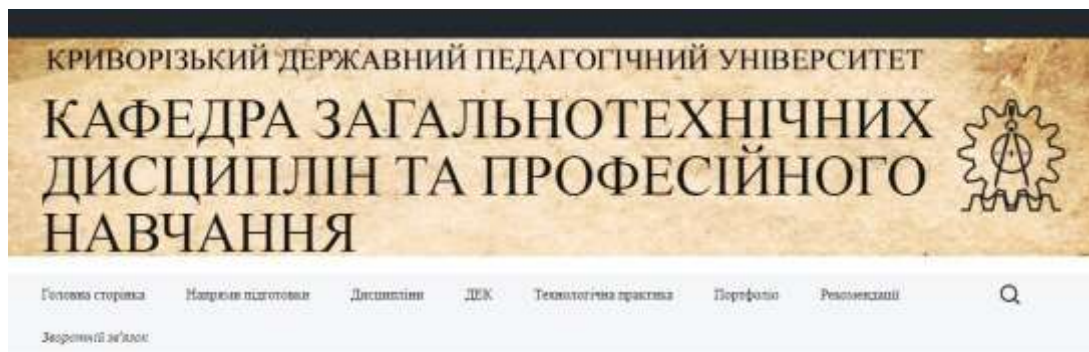 КРИВОРІЗЬКИЙ ДЕРЖАВНИЙ ПЕДАГОГІЧНИЙ УНІВЕРСИТЕТ
КАФЕДРА ЗАГАЛЬНОТЕХНІЧНИХ
ДИСЦИПЛІН ТА ПРОФЕСІЙНОГО
НАВЧАННЯ
Головна сторінка Напрями підготовки Дисципліни ДЕК Технологічна практика Портфоліо Рекомендації
Зворотній зв'язок